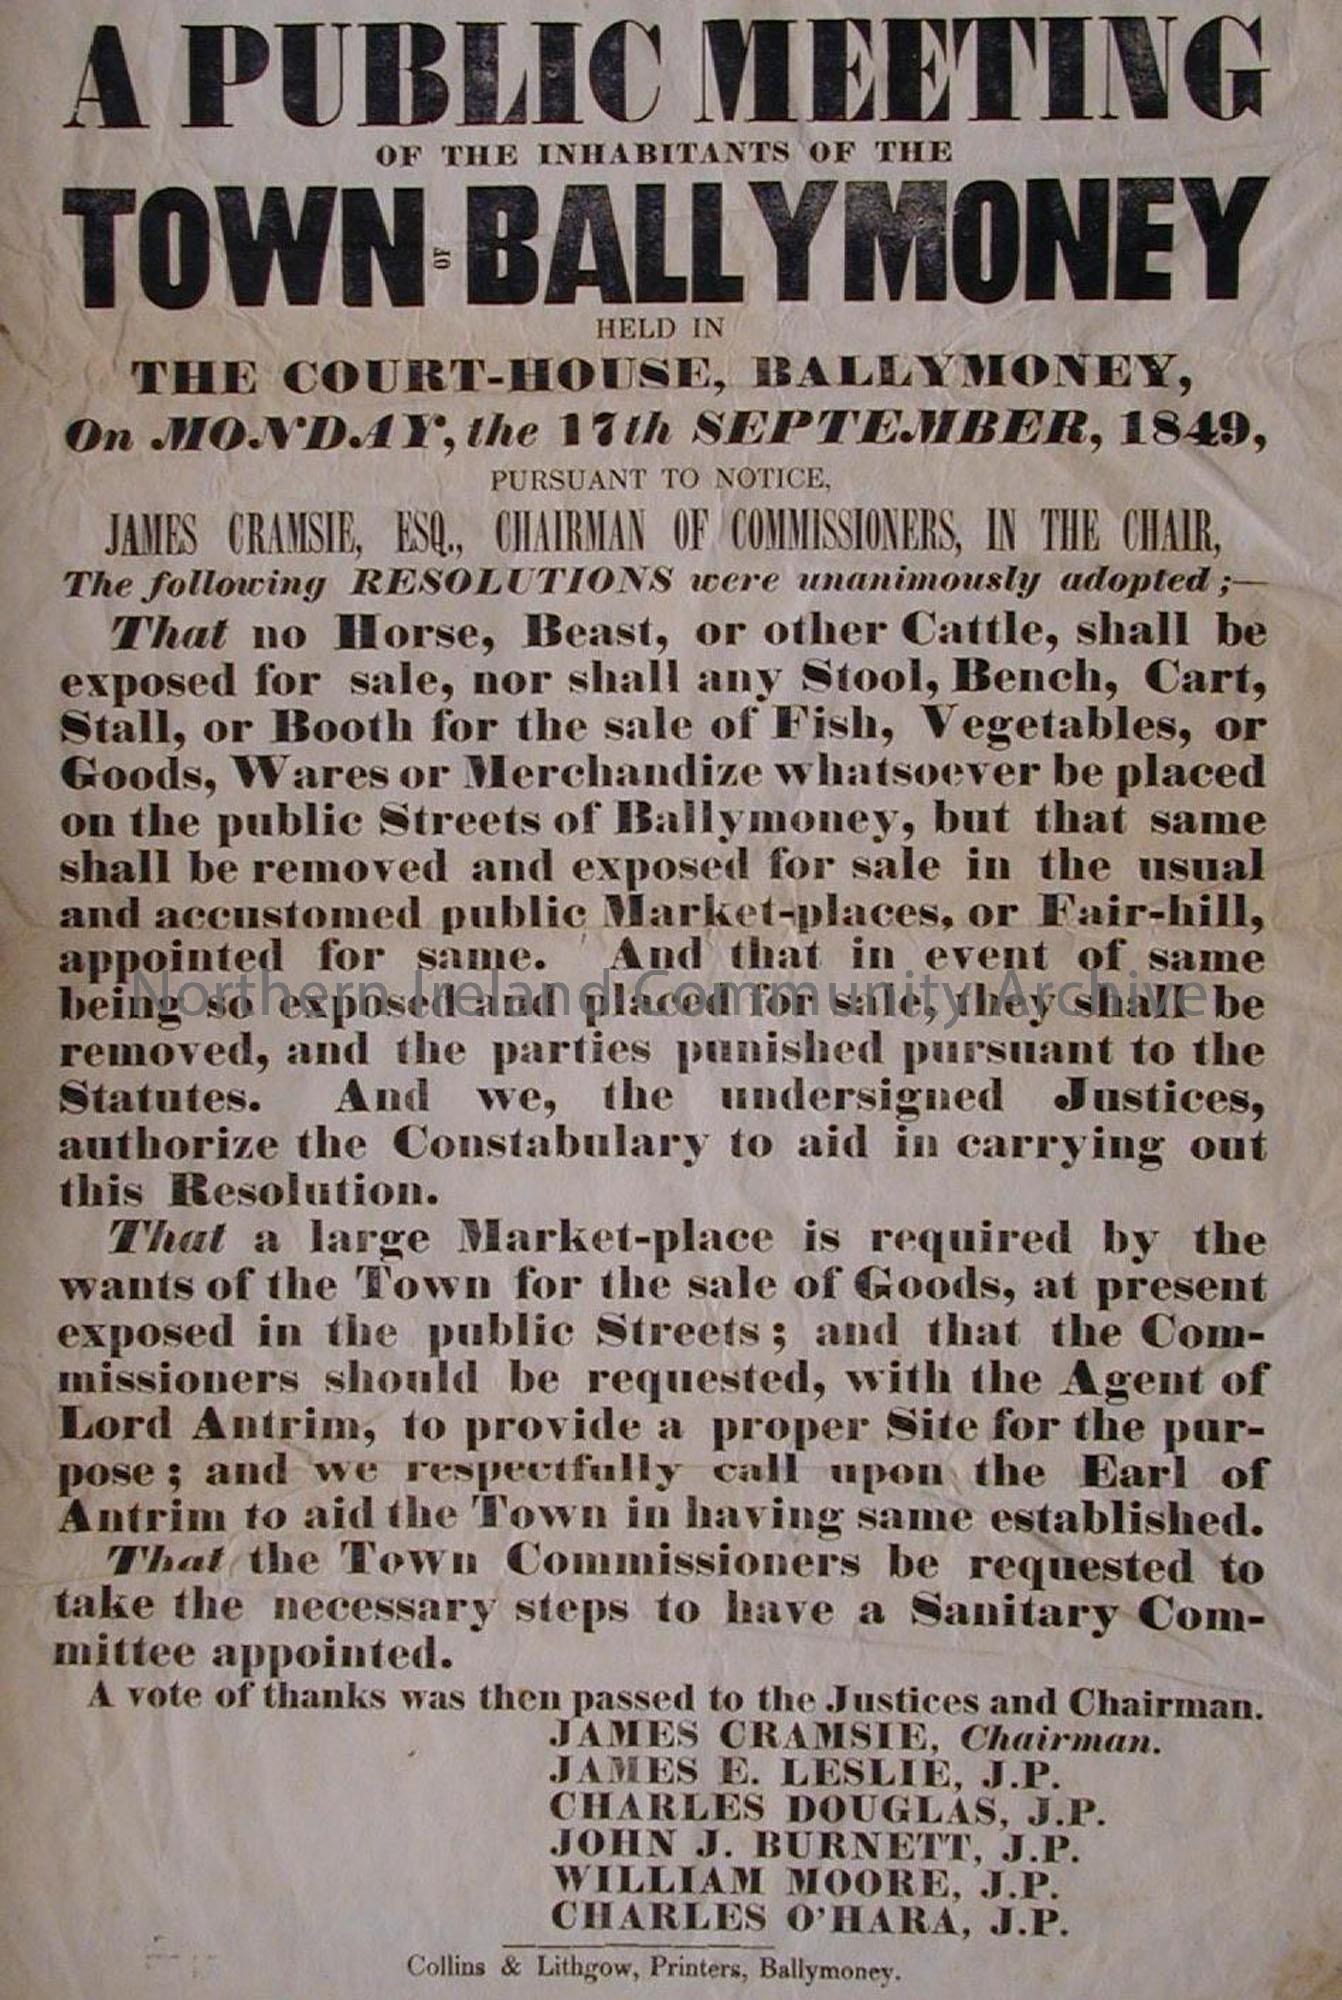 A PUBLIC MEETING
OF THE INHABITANTS OF THE
TOWN OF BALLYMONEY
HELD IN
THE COURT-HOUSE, BALLYMONEY,
On MONDAY, the 17th SEPTEMBER, 1849,
PURSUANT TO NOTICE,
JAMES CRAMSIE, ESQ., CHAIRMAN OF COMMISSIONERS, IN THE CHAIR,
The following RESOLUTIONS were unanimously adopted;—
That no Horse, Beast, or other Cattle, shall be
exposed for sale, nor shall any Stool, Bench, Cart,
Stall, or Booth for the sale of Fish, Vegetables, or
Goods, Wares or Merchandize whatsoever be placed
on the public Streets of Ballymoney, but that same
shall be removed and exposed for sale in the usual
and accustomed public Market-places, or Fair-hill,
appointed for same. And that in event of same
being so exposed and placed for sale, they shall be
Northern Ireland Community Archive
removed, and the parties punished pursuant to the
Statutes. And we, the undersigned Justices,
authorize the Constabulary to aid in carrying out
this Resolution.
That a large Market-place is required by the
wants of the Town for the sale of Goods, at present
exposed in the public Streets; and that the Com-
missioners should be requested, with the Agent of
Lord Antrim, to provide a proper Site for the pur-
pose; and we respectfully call upon the Earl of
Antrim to aid the Town in having same established.
That the Town Commissioners be requested to
take the necessary steps to have a Sanitary Com-
mittee appointed.
A vote of thanks was then passed to the Justices and Chairman.
JAMES CRAMSIE, Chairman.
JAMES E. LESLIE, J.P.
CHARLES DOUGLAS, J.P.
JOHN J. BURNETT, J.P.
WILLIAM MOORE, J.P.
CHARLES O'HARA, J.P.
Collins & Lithgow, Printers, Ballymoney.